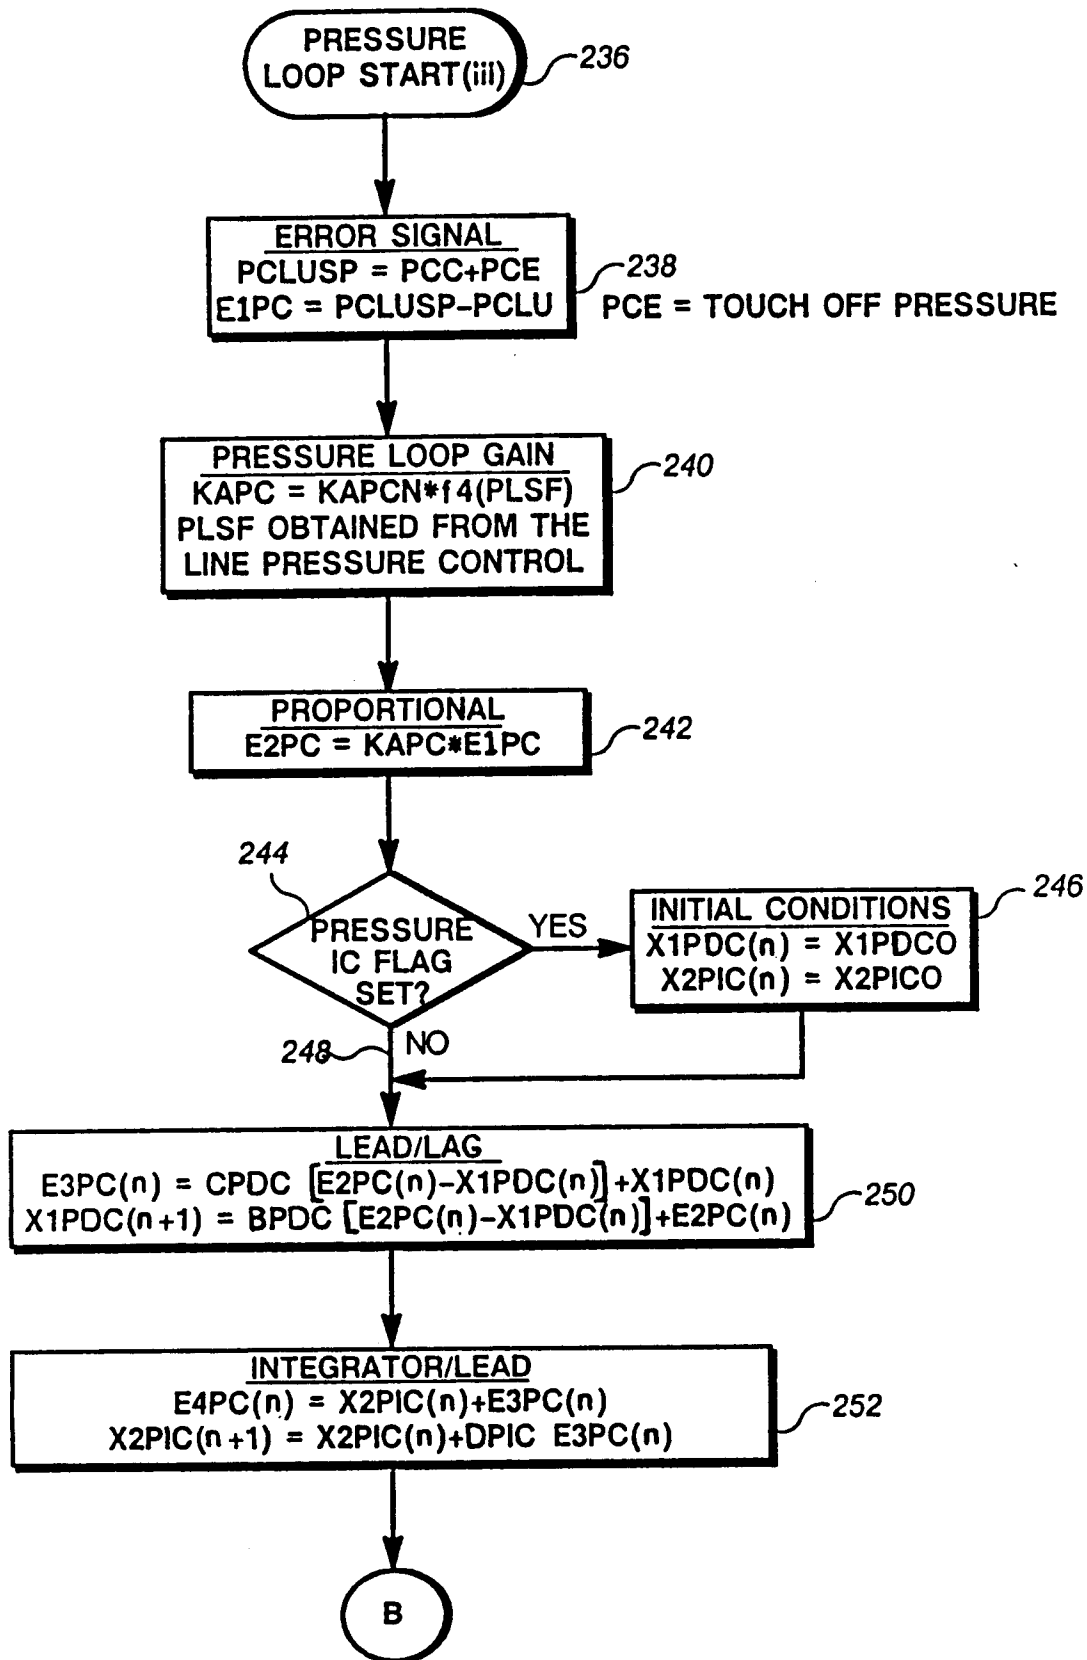 PRESSURE
LOOP START(iii)
236
ERROR SIGNAL
PCLUSP = PCC+PCE
E1PC = PCLUSP-PCLU
238
PCE = TOUCH OFF PRESSURE
PRESSURE LOOP GAIN
KAPC = KAPCN*f4(PLSF)
PLSF OBTAINED FROM THE
LINE PRESSURE CONTROL
240
PROPORTIONAL
E2PC = KAPC*E1PC
242
244
PRESSURE
IC FLAG
SET?
YES
INITIAL CONDITIONS
X1PDC(n) = X1PDCO
X2PIC(n) = X2PICO
246
248
NO
LEAD/LAG
E3PC(n) = CPDC [E2PC(n)-X1PDC(n)]+X1PDC(n)
X1PDC(n+1) = BPDC [E2PC(n)-X1PDC(n)]+E2PC(n)
250
INTEGRATOR/LEAD
E4PC(n) = X2PIC(n)+E3PC(n)
X2PIC(n+1) = X2PIC(n)+DPIC E3PC(n)
252
B